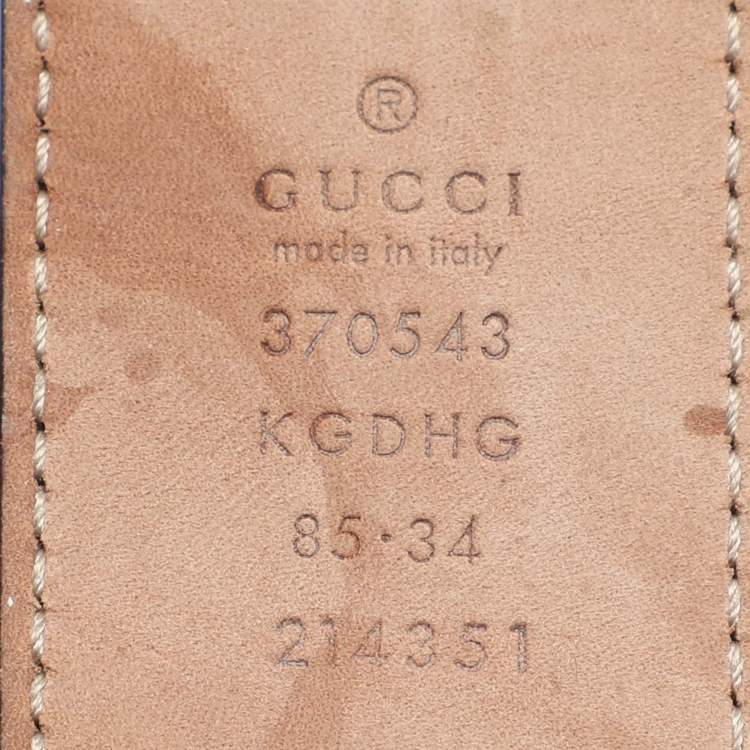 ®
GUCCI
made in italy
370543
KGDHG
85·34
214351